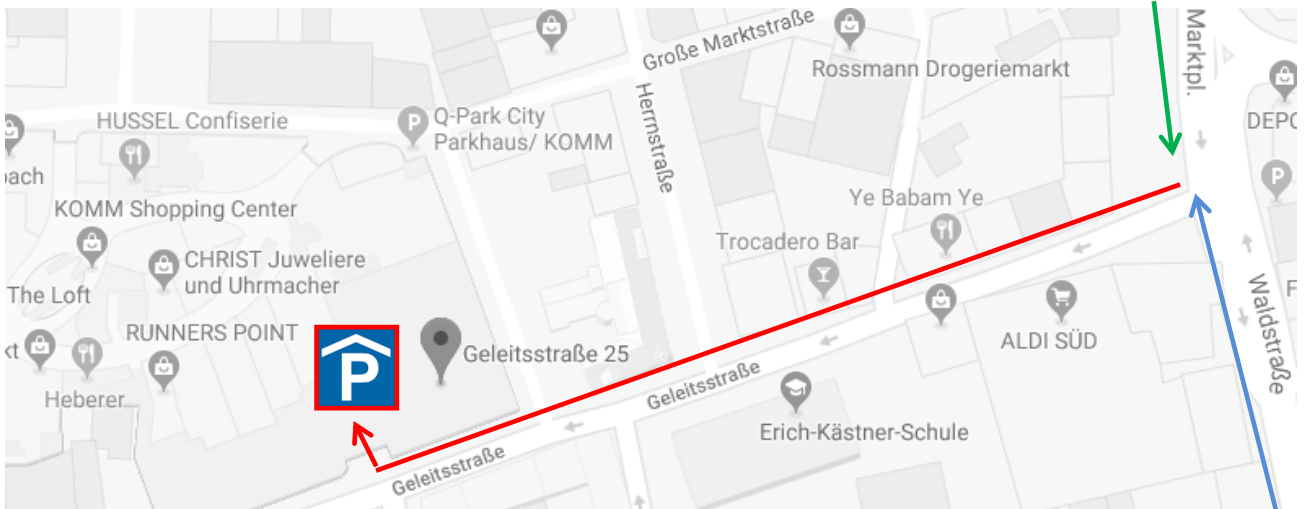 Große Marktstraße
Rossmann Drogeriemarkt
Marktpl.
HUSSEL Confiserie
Q-Park City
Parkhaus/ KOMM
Herrnstraße
DEPO
ach
KOMM Shopping Center
Ye Babam Ye
P
P
Trocadero Bar
CHRIST Juweliere
und Uhrmacher
The Loft
F
RUNNERS POINT
Waldstraße
ALDI SÜD
Geleitsstraße 25
P
kt
Heberer
Geleitsstraße
Erich-Kästner-Schule
Geleitsstraße